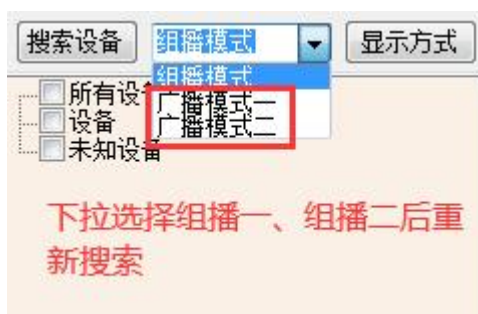 搜索设备 组播模式 显示方式
组播模式
所有设
广播模式一
设备 广播模式二
未知设备
下拉选择组播一、组播二后重
新搜索